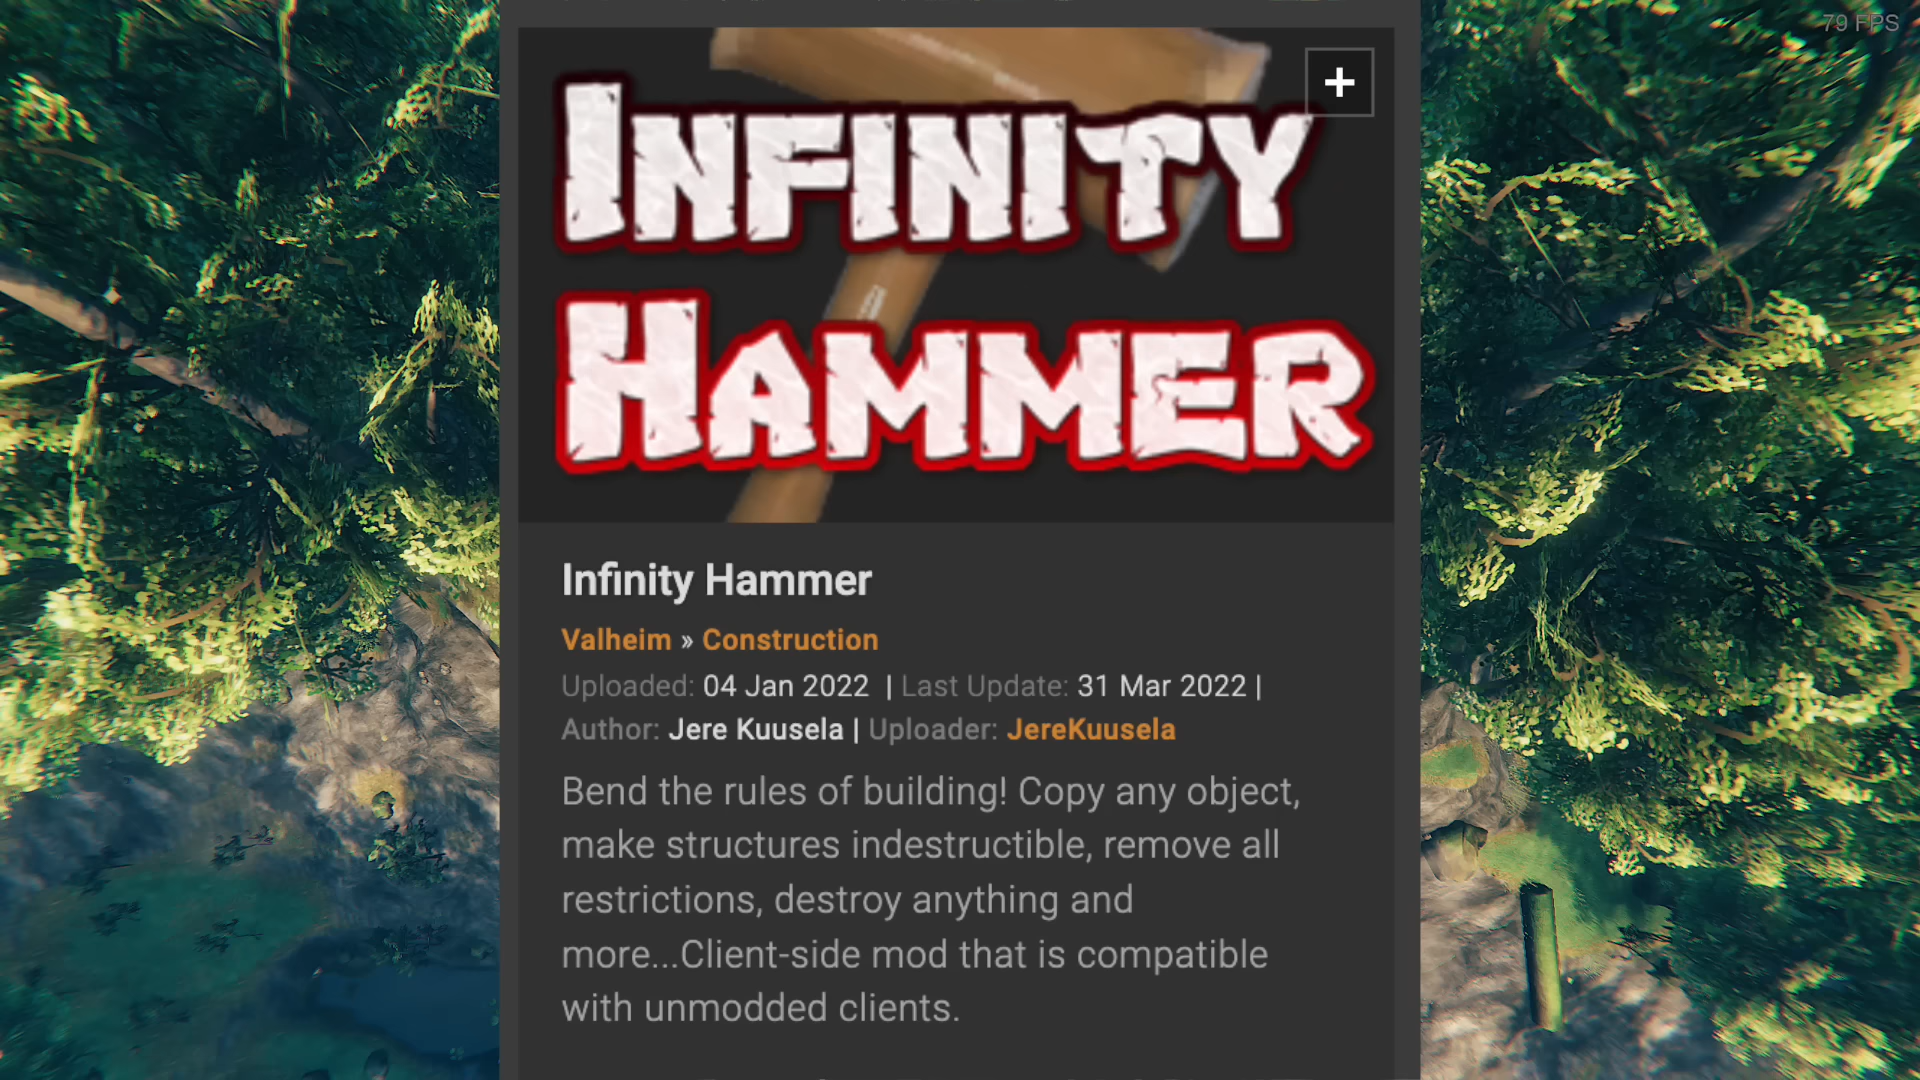 79 FPS
INFINITY
HAMMER
Infinity Hammer
Valheim » Construction
Uploaded: 04 Jan 2022 | Last Update: 31 Mar 2022 |
Author: Jere Kuusela | Uploader: JereKuusela
Bend the rules of building! Copy any object,
make structures indestructible, remove all
restrictions, destroy anything and
more...Client-side mod that is compatible
with unmodded clients.